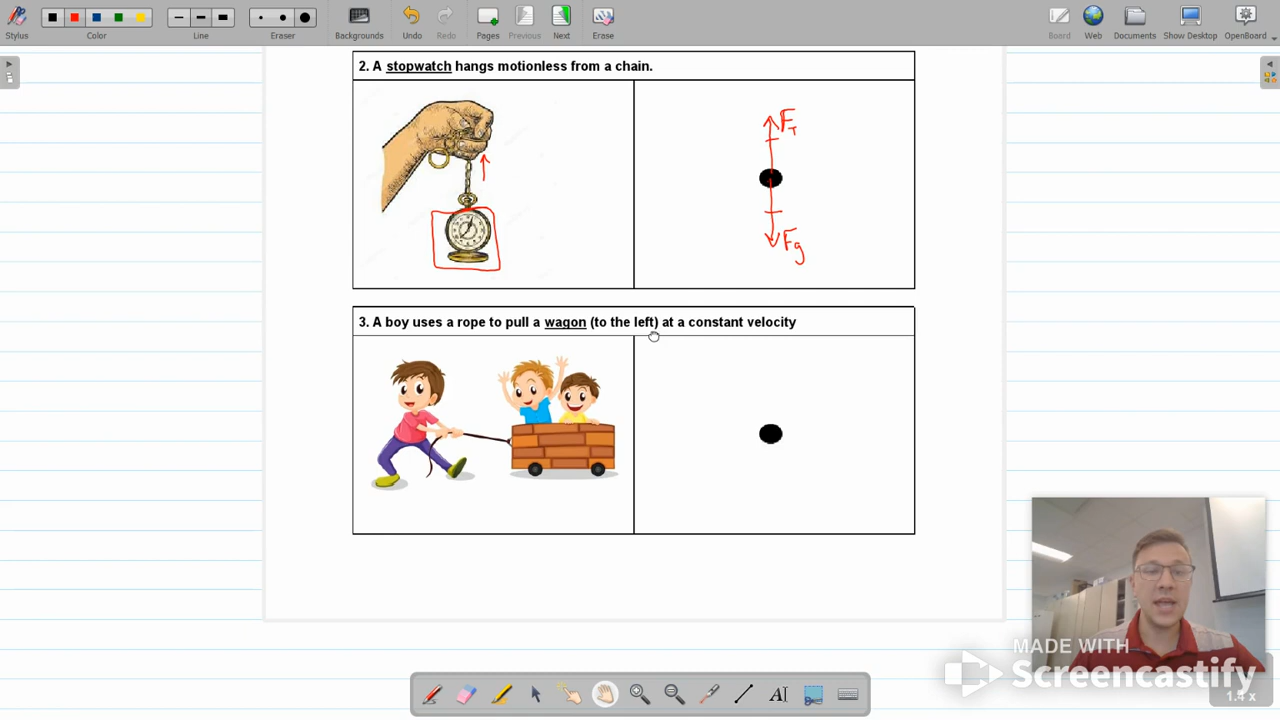 Stylus
Color
Line
Eraser
Backgrounds
Undo
Redo
Pages
Previous
Next
Erase
Board
Web
Documents
Show Desktop
OpenBoard
2. A stopwatch hangs motionless from a chain.
FT
Fg
3. A boy uses a rope to pull a wagon (to the left) at a constant velocity
MADE WITH
Screencastify
1.4 x